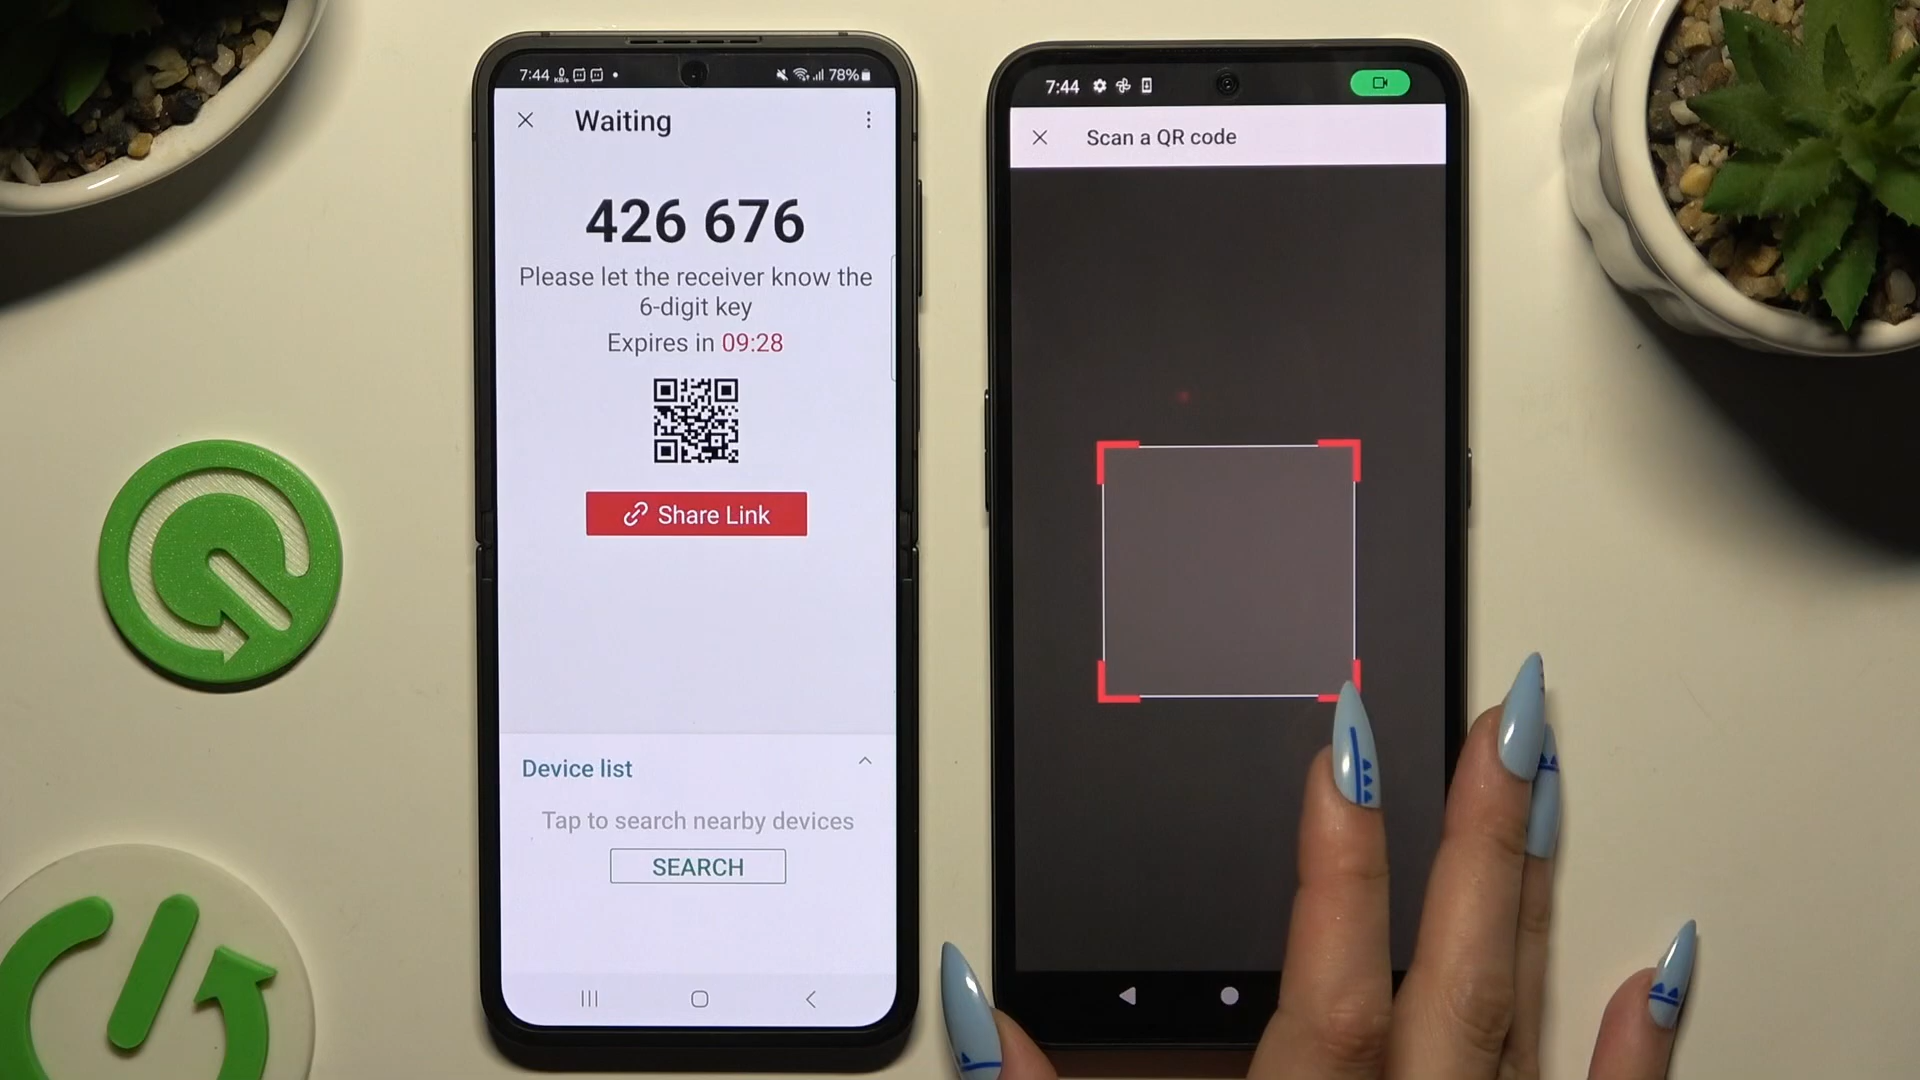 7:44
78%
Waiting
426 676
Please let the receiver know the
6-digit key
Expires in 09:28
Share Link
Device list
Tap to search nearby devices
SEARCH
7:44
Scan a QR code